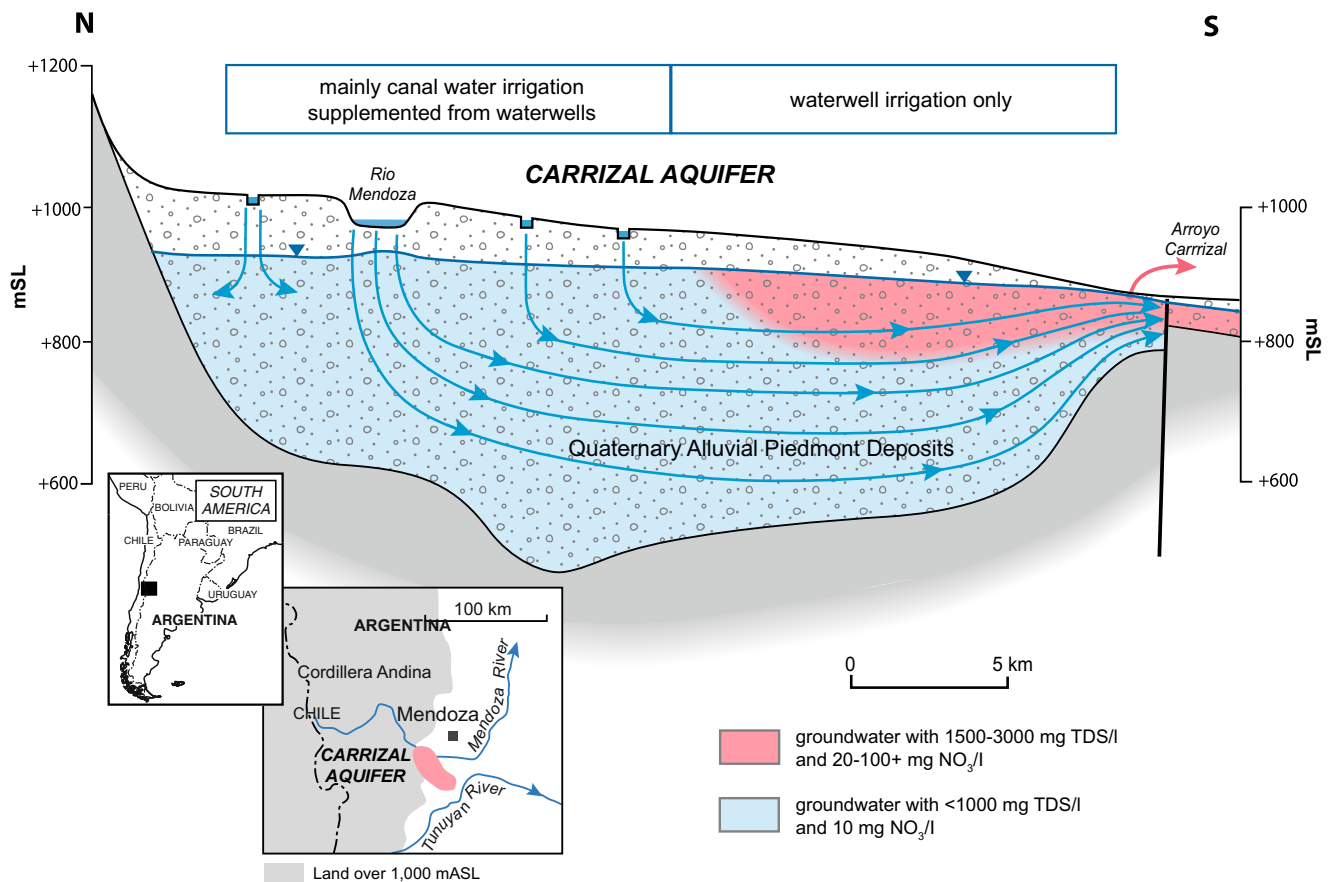 N
S
+1200
+1000
+800
+600
mSL
mainly canal water irrigation
supplemented from waterwells
waterwell irrigation only
CARRIZAL AQUIFER
Rio
Mendoza
Arroyo
Carrrizal
+1000
+800
+600
mSL
Quaternary Alluvial Piedmont Deposits
PERU
SOUTH
AMERICA
BOLIVIA
BRAZIL
CHILE
PARAGUAY
URUGUAY
ARGENTINA
100 km
ARGENTINA
Cordillera Andina
CHILE
Mendoza
Mendoza River
CARRIZAL
AQUIFER
Tunuyan River
Land over 1,000 mASL
0
5 km
groundwater with 1500-3000 mg TDS/l
and 20-100+ mg NO₃/l
groundwater with <1000 mg TDS/l
and 10 mg NO₃/l